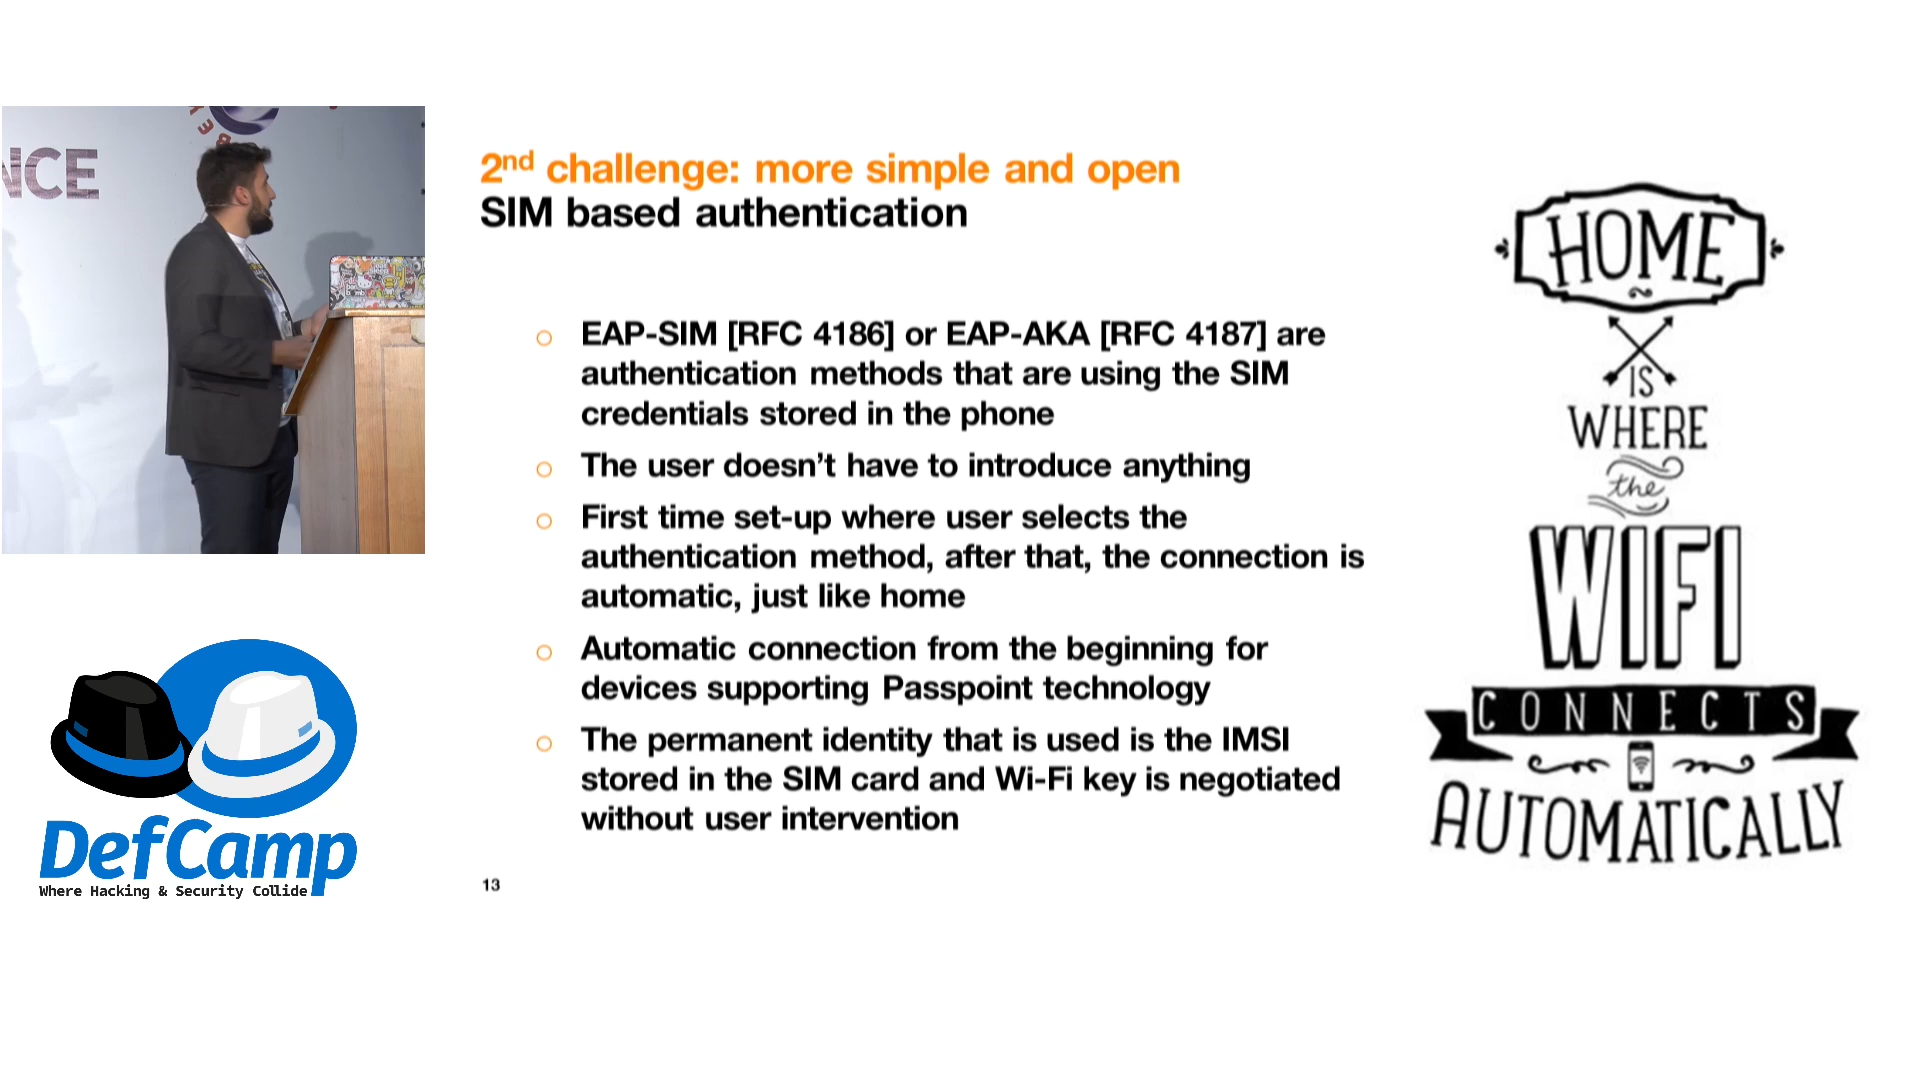 NCE
2nd challenge: more simple and open
SIM based authentication
EAP-SIM [RFC 4186] or EAP-AKA [RFC 4187] are
authentication methods that are using the SIM
credentials stored in the phone
The user doesn’t have to introduce anything
First time set-up where user selects the
authentication method, after that, the connection is
automatic, just like home
Automatic connection from the beginning for
devices supporting Passpoint technology
The permanent identity that is used is the IMSI
stored in the SIM card and Wi-Fi key is negotiated
without user intervention
13
HOME
IS
WHERE
the
WIFI
CONNECTS
AUTOMATICALLY
DefCamp
Where Hacking & Security Collide